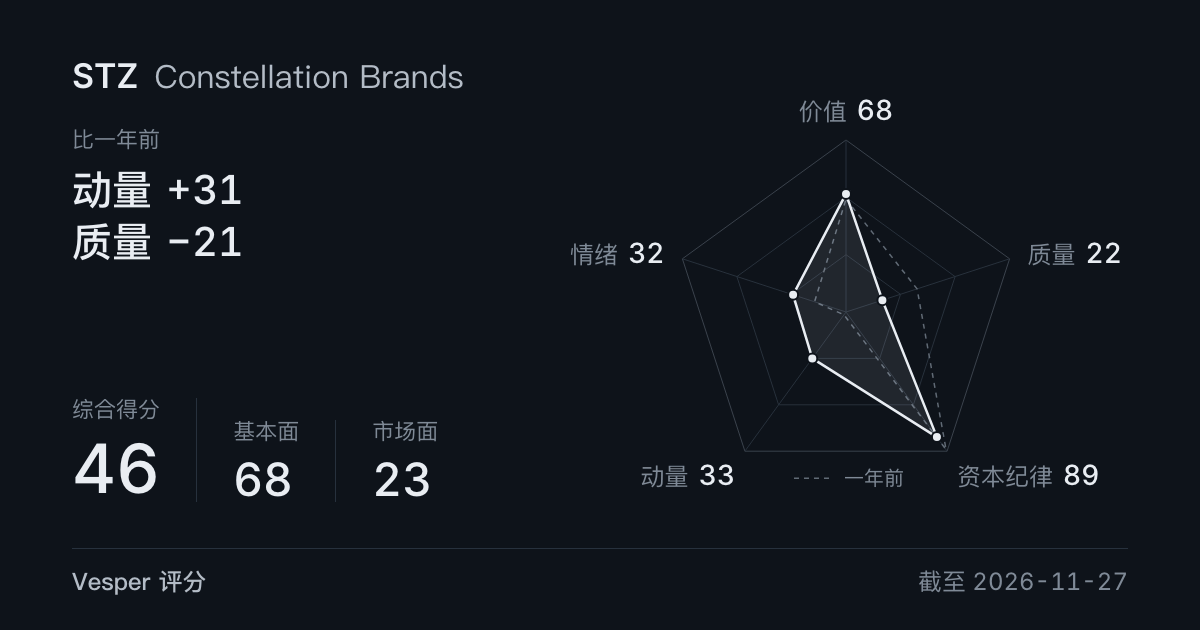 STZ Constellation Brands
比一年前
动量 +31
质量 −21
价值 68
情绪 32
质量 22
动量 33
---- 一年前
资本纪律 89
综合得分
46
基本面
68
市场面
23
Vesper 评分
截至 2026-11-27